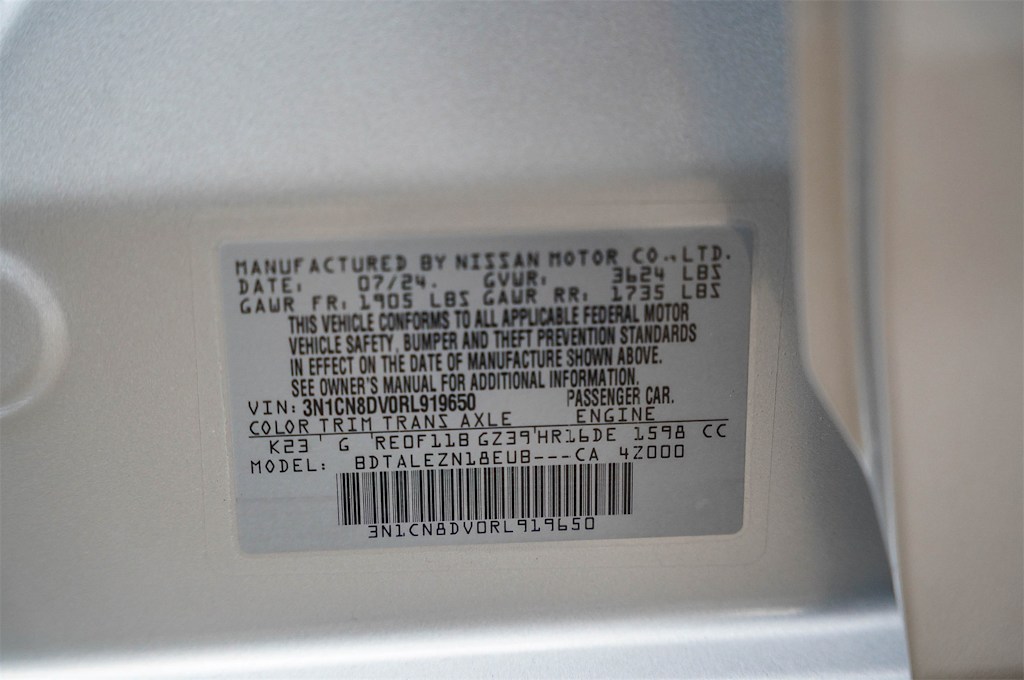 MANUFACTURED BY NISSAN MOTOR CO., LTD.
DATE: 07/24. GVWR: 3624 LBS
GAWR FR: 1905 LBS GAWR RR: 1735 LBS
THIS VEHICLE CONFORMS TO ALL APPLICABLE FEDERAL MOTOR
VEHICLE SAFETY, BUMPER AND THEFT PREVENTION STANDARDS
IN EFFECT ON THE DATE OF MANUFACTURE SHOWN ABOVE.
SEE OWNER'S MANUAL FOR ADDITIONAL INFORMATION.
VIN: 3N1CN8DV0RL919650 PASSENGER CAR.
COLOR TRIM TRANS AXLE ENGINE
K23 G RE0F11B GZ39 HR16DE 1598 CC
MODEL: BDTALEZN18EUB---CA 4Z000
3N1CN8DV0RL919650